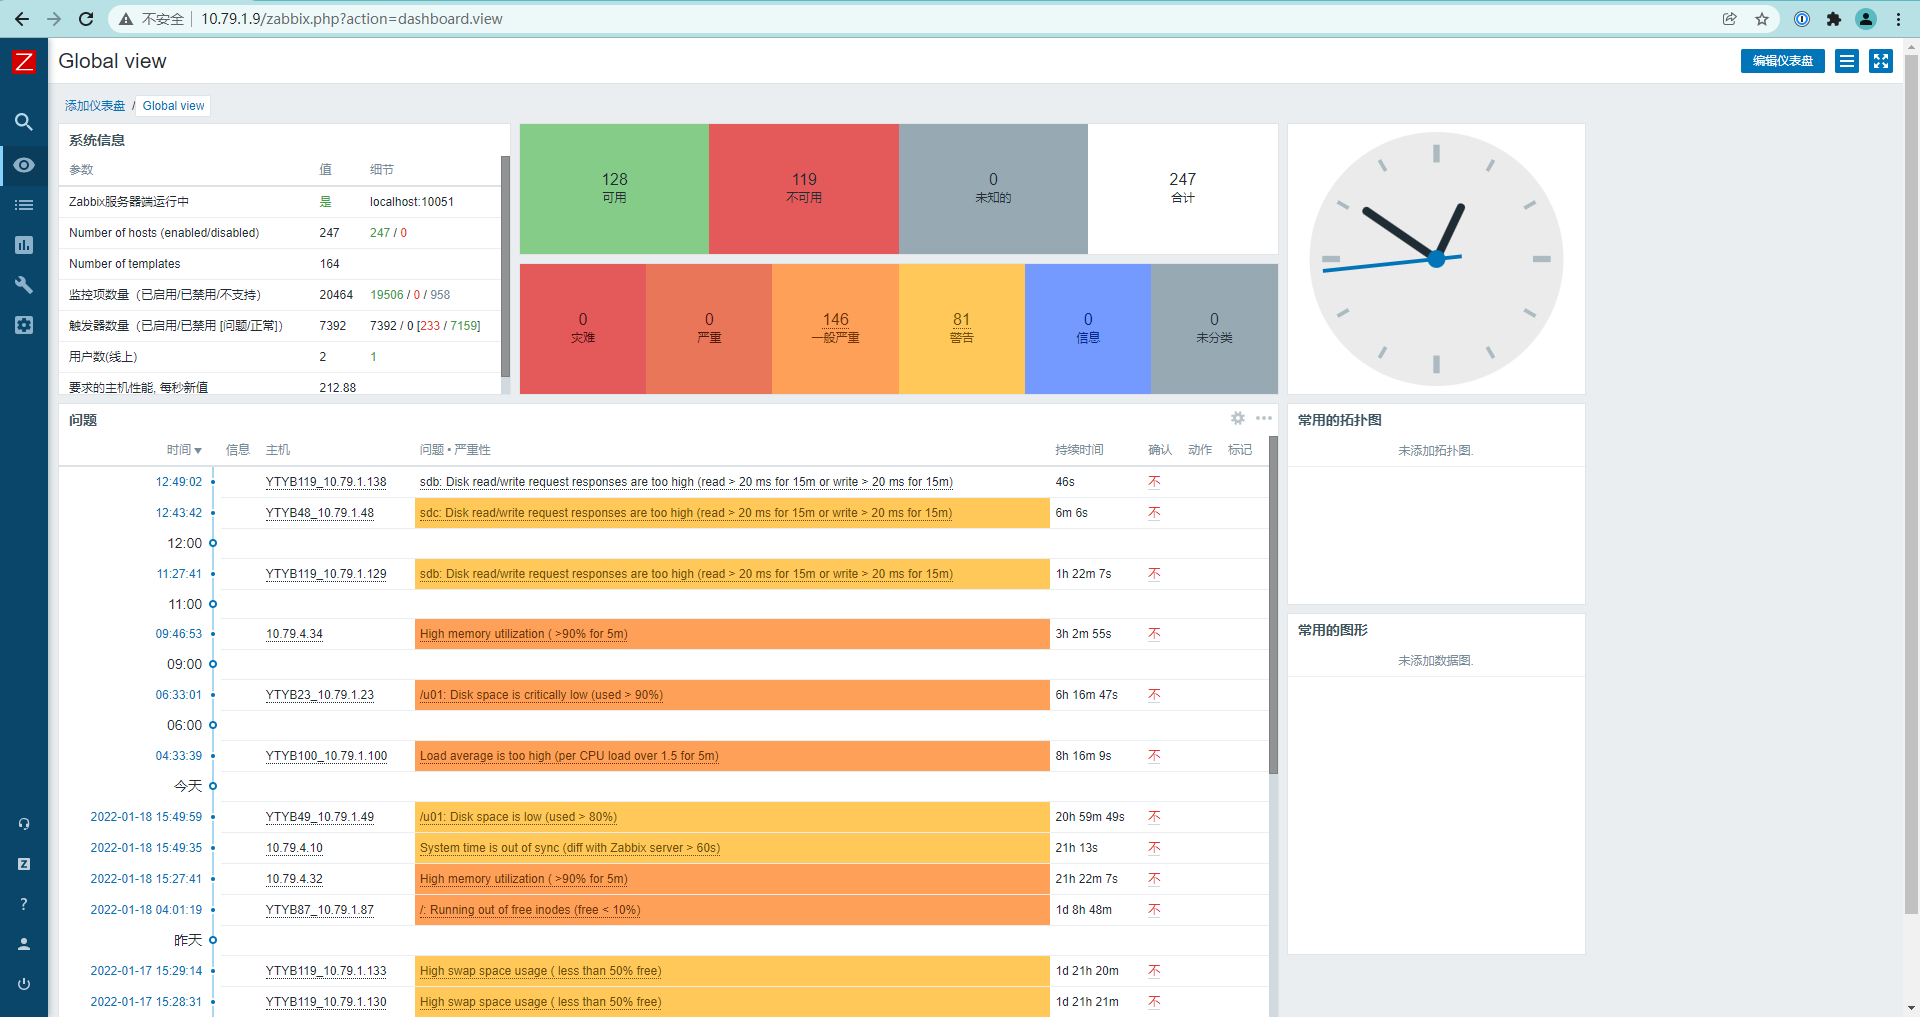 不安全 10.79.1.9/zabbix.php?action=dashboard.view
Z
Global view
编辑仪表盘
添加仪表盘 / Global view
系统信息
参数 值 细节
Zabbix服务器端运行中 是 localhost:10051
Number of hosts (enabled/disabled) 247 247 / 0
Number of templates 164
监控项数量（已启用/已禁用/不支持） 20464 19506 / 0 / 958
触发器数量（已启用/已禁用 [问题/正常]） 7392 7392 / 0 [233 / 7159]
用户数(线上) 2 1
要求的主机性能, 每秒新值 212.88
128 119 0 247
可用 不可用 未知的 合计
0 0 146 81 0 0
灾难 严重 一般严重 警告 信息 未分类
问题
时间 信息 主机 问题 • 严重性 持续时间 确认 动作 标记
12:49:02 YTYB119_10.79.1.138 sdb: Disk read/write request responses are too high (read > 20 ms for 15m or write > 20 ms for 15m) 46s 不
12:43:42 YTYB48_10.79.1.48 sdc: Disk read/write request responses are too high (read > 20 ms for 15m or write > 20 ms for 15m) 6m 6s 不
12:00
11:27:41 YTYB119_10.79.1.129 sdb: Disk read/write request responses are too high (read > 20 ms for 15m or write > 20 ms for 15m) 1h 22m 7s 不
11:00
09:46:53 10.79.4.34 High memory utilization ( >90% for 5m) 3h 2m 55s 不
09:00
06:33:01 YTYB23_10.79.1.23 /u01: Disk space is critically low (used > 90%) 6h 16m 47s 不
06:00
04:33:39 YTYB100_10.79.1.100 Load average is too high (per CPU load over 1.5 for 5m) 8h 16m 9s 不
今天
2022-01-18 15:49:59 YTYB49_10.79.1.49 /u01: Disk space is low (used > 80%) 20h 59m 49s 不
2022-01-18 15:49:35 10.79.4.10 System time is out of sync (diff with Zabbix server > 60s) 21h 13s 不
2022-01-18 15:27:41 10.79.4.32 High memory utilization ( >90% for 5m) 21h 22m 7s 不
2022-01-18 04:01:19 YTYB87_10.79.1.87 /: Running out of free inodes (free < 10%) 1d 8h 48m 不
昨天
2022-01-17 15:29:14 YTYB119_10.79.1.133 High swap space usage ( less than 50% free) 1d 21h 20m 不
2022-01-17 15:28:31 YTYB119_10.79.1.130 High swap space usage ( less than 50% free) 1d 21h 21m 不
常用的拓扑图
未添加拓扑图.
常用的图形
未添加数据图.
Z
?